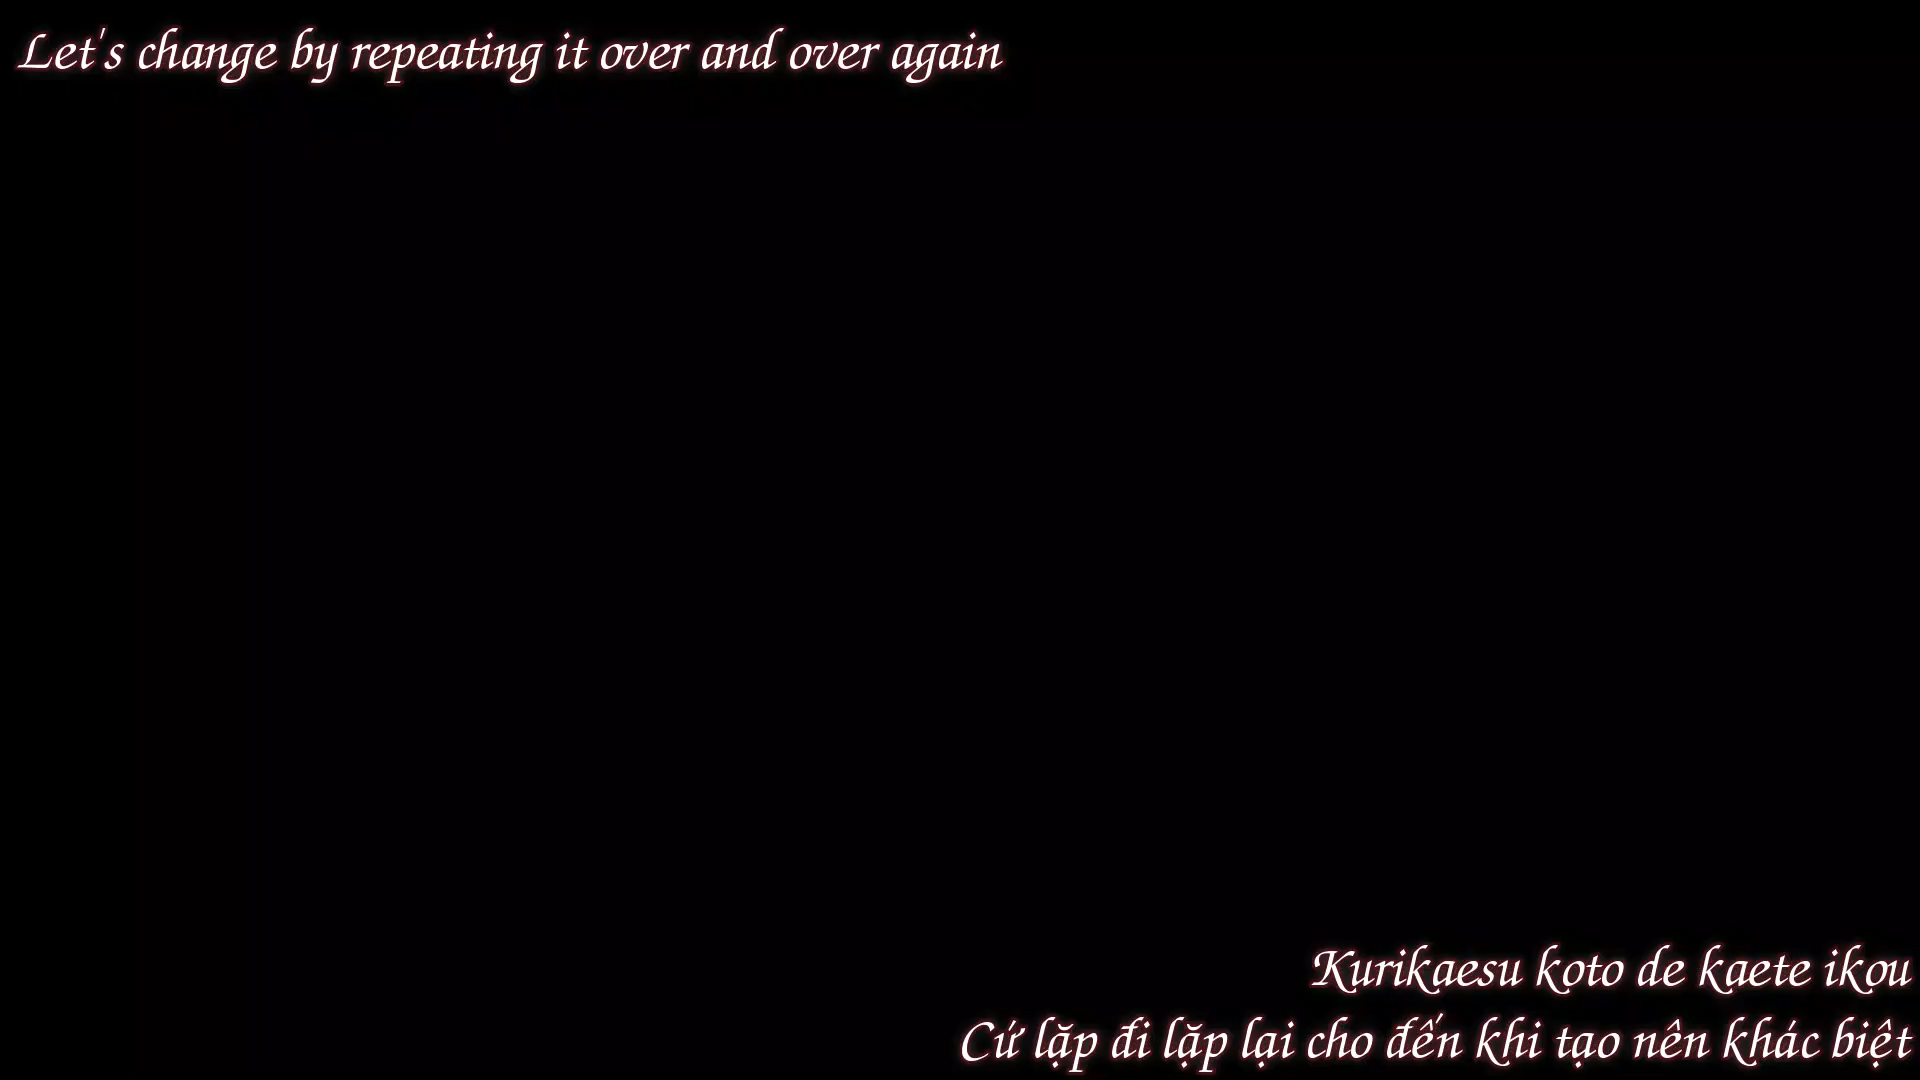 Let's change by repeating it over and over again
Kurikaesu koto de kaete ikou
Cứ lặp đi lặp lại cho đến khi tạo nên khác biệt